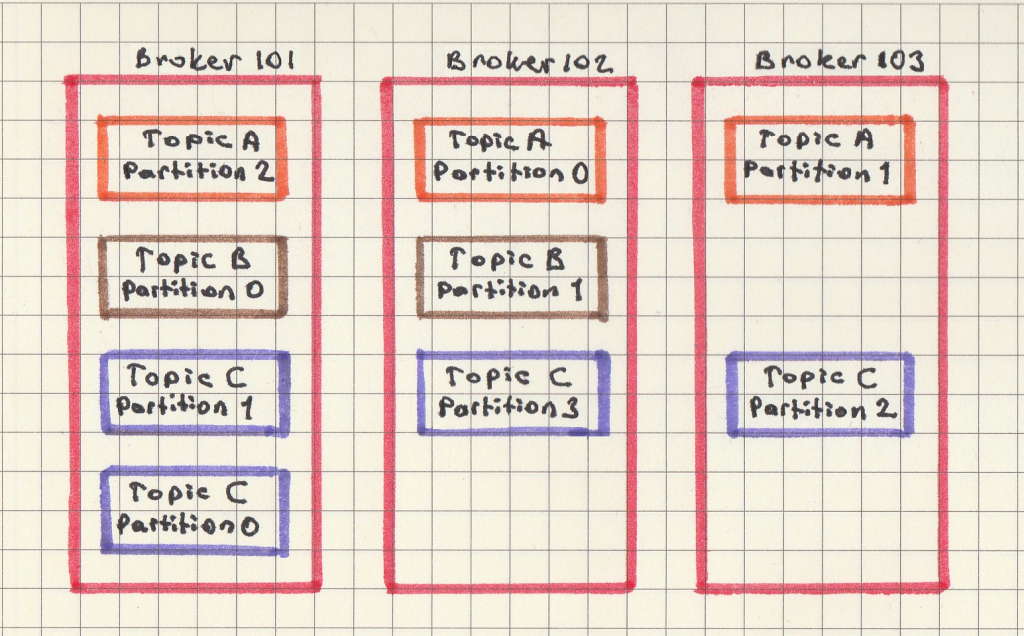 Broker 101
Topic A
Partition 2
Topic B
Partition 0
Topic C
Partition 1
Topic C
Partition 0
Broker 102
Topic A
Partition 0
Topic B
Partition 1
Topic C
Partition 3
Broker 103
Topic A
Partition 1
Topic C
Partition 2